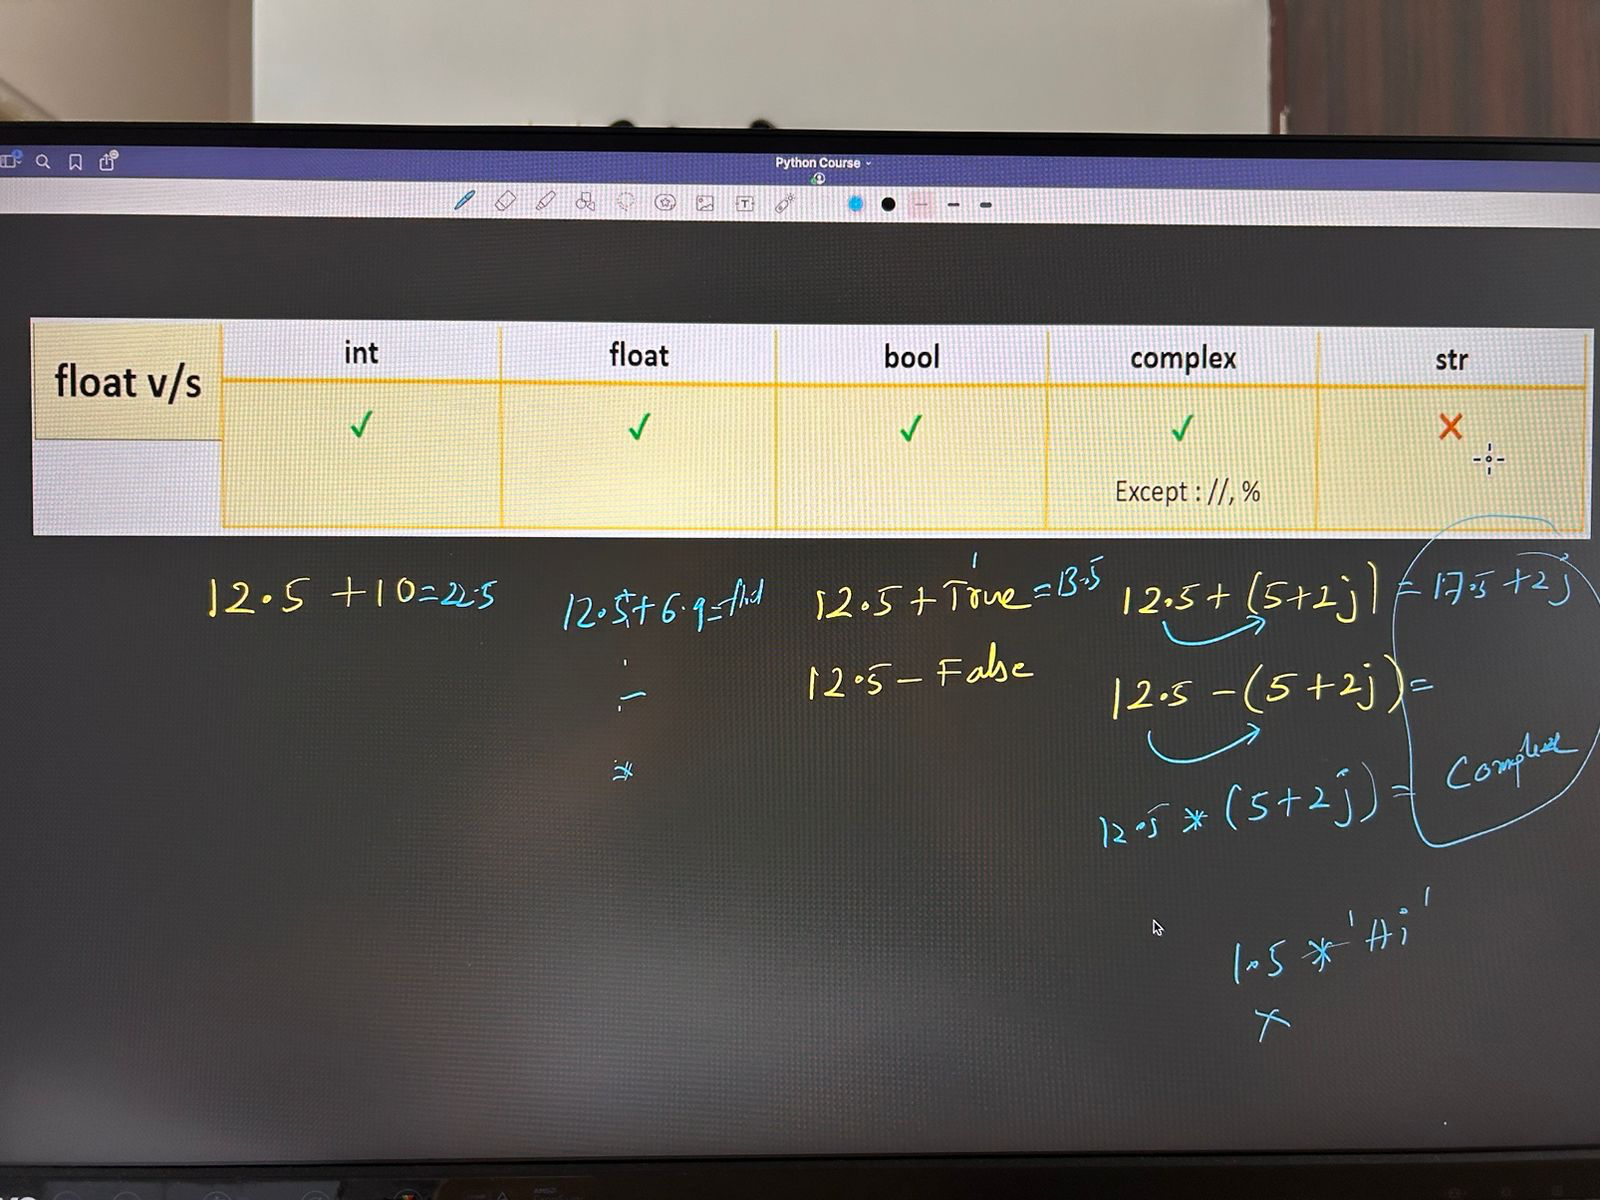 Python Course
float v/s
int
float
bool
complex
str
✓
✓
✓
✓
✕
Except : //, %
12.5 + 10 = 22.5
12.5 + 6.9 =
-
*
1
12.5 + True = 13.5
12.5 - False
12.5 + (5+2j) = 17.5 + 2j
12.5 - (5+2j) =
12.5 * (5+2j) = Complex
1.5 * 'Hi'
X